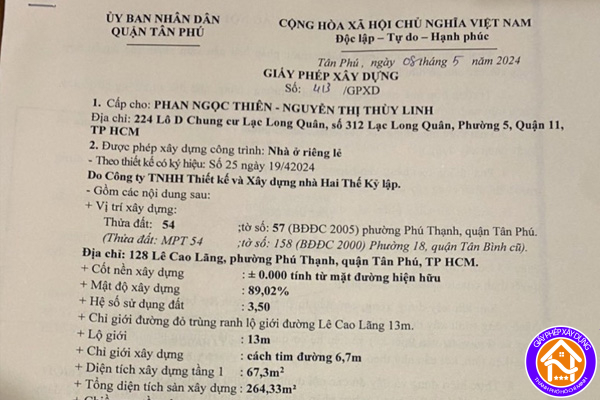 ỦY BAN NHÂN DÂN
QUẬN TÂN PHÚ
CỘNG HÒA XÃ HỘI CHỦ NGHĨA VIỆT NAM
Độc lập – Tự do – Hạnh phúc
Tân Phú, ngày 08 tháng 5 năm 2024
GIẤY PHÉP XÂY DỰNG
Số: 413 /GPXD
1. Cấp cho: PHAN NGỌC THIÊN - NGUYỄN THỊ THÙY LINH
Địa chỉ: 224 Lô D Chung cư Lạc Long Quân, số 312 Lạc Long Quân, Phường 5, Quận 11,
TP HCM
2. Được phép xây dựng công trình: Nhà ở riêng lẻ
- Theo thiết kế có ký hiệu: Số 25 ngày 19/42024
Do Công ty TNHH Thiết kế và Xây dựng nhà Hai Thế Kỷ lập.
- Gồm các nội dung sau:
+ Vị trí xây dựng:
Thửa đất: 54 ;tờ số: 57 (BĐĐC 2005) phường Phú Thạnh, quận Tân Phú.
(Thửa đất: MPT 54 ;tờ số: 158 (BĐĐC 2000) Phường 18, quận Tân Bình cũ).
Địa chỉ: 128 Lê Cao Lãng, phường Phú Thạnh, quận Tân Phú, TP HCM.
+ Cốt nền xây dựng : ± 0.000 tính từ mặt đường hiện hữu
+ Mật độ xây dựng : 89,02%
+ Hệ số sử dụng đất : 3,50
+ Chỉ giới đường đỏ trùng ranh lộ giới đường Lê Cao Lãng 13m.
+ Lộ giới : 13m
+ Chỉ giới xây dựng : cách tim đường 6,7m
+ Diện tích xây dựng tầng 1 : 67,3m²
+ Tổng diện tích sàn xây dựng : 264,33m²
GIẤY PHÉP XÂY DỰNG
THÀNH PHỐ HỒ CHÍ MINH